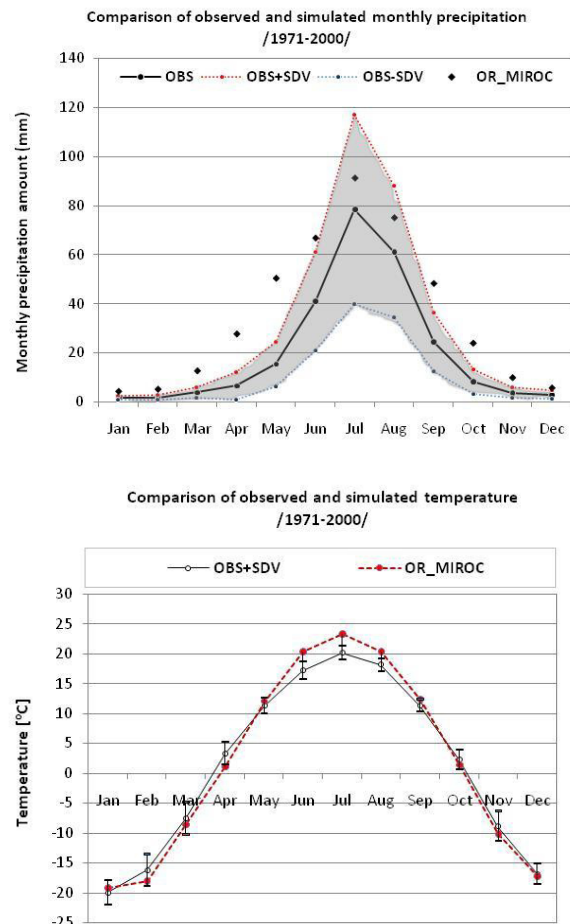 Comparison of observed and simulated monthly precipitation
/1971-2000/
Monthly precipitation amount (mm)
140
OBS OBS+SDV OBS-SDV OR_MIROC
120
100
80
60
40
20
0
Jan Feb Mar Apr May Jun Jul Aug Sep Oct Nov Dec
Comparison of observed and simulated temperature
/1971-2000/
OBS+SDV OR_MIROC
Temperature [°C]
30
25
20
15
10
5
0
Jan Feb Mar Apr May Jun Jul Aug Sep Oct Nov Dec
-5
-10
-15
-20
-25